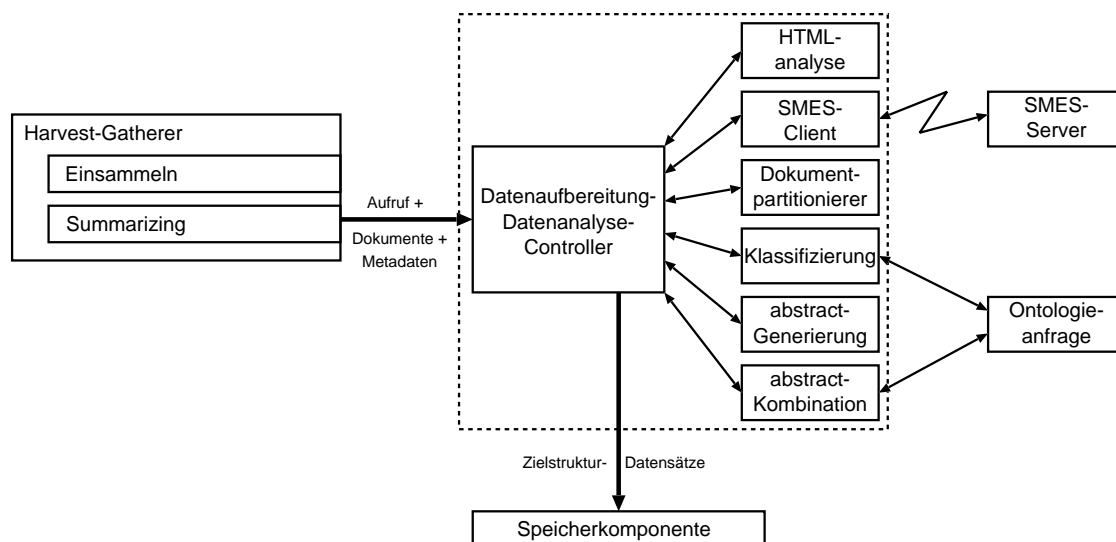 Harvest-Gatherer
Einsammeln
Summarizing
Aufruf +
Dokumente +
Metadaten
Datenaufbereitung-
Datenanalyse-
Controller
HTML-
analyse
SMES-
Client
Dokument-
partitionierer
Klassifizierung
abstract-
Generierung
abstract-
Kombination
SMES-
Server
Ontologie-
anfrage
Zielstruktur- Datensätze
Speicherkomponente